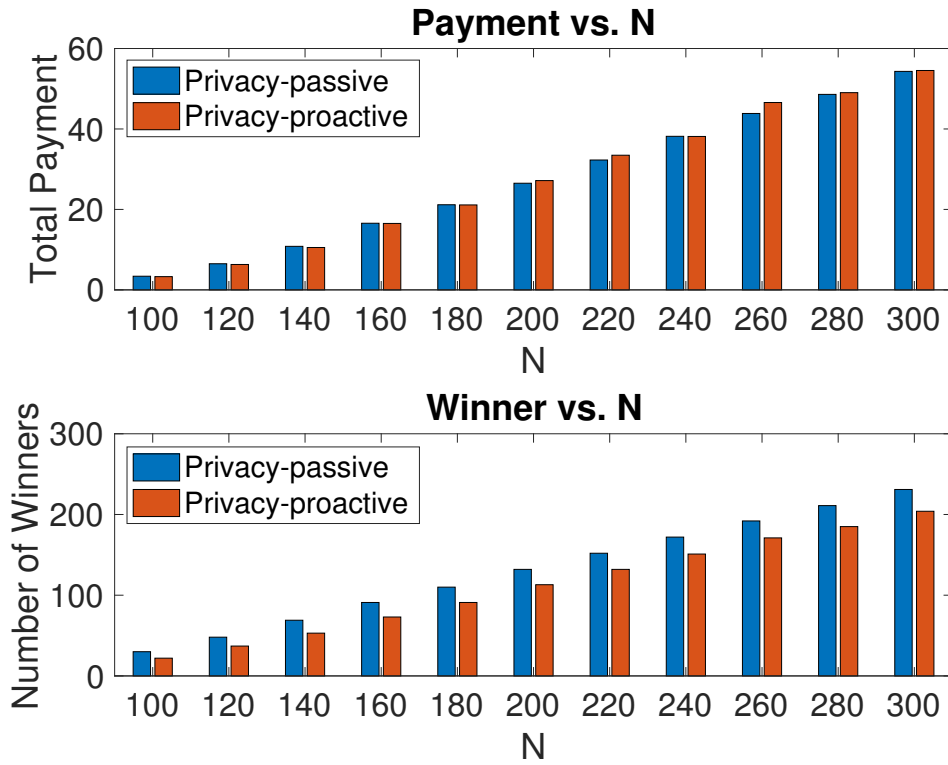 Payment vs. N
60
40
20
0
Total Payment
Privacy-passive
Privacy-proactive
100 120 140 160 180 200 220 240 260 280 300
N
Winner vs. N
300
200
100
0
Number of Winners
Privacy-passive
Privacy-proactive
100 120 140 160 180 200 220 240 260 280 300
N